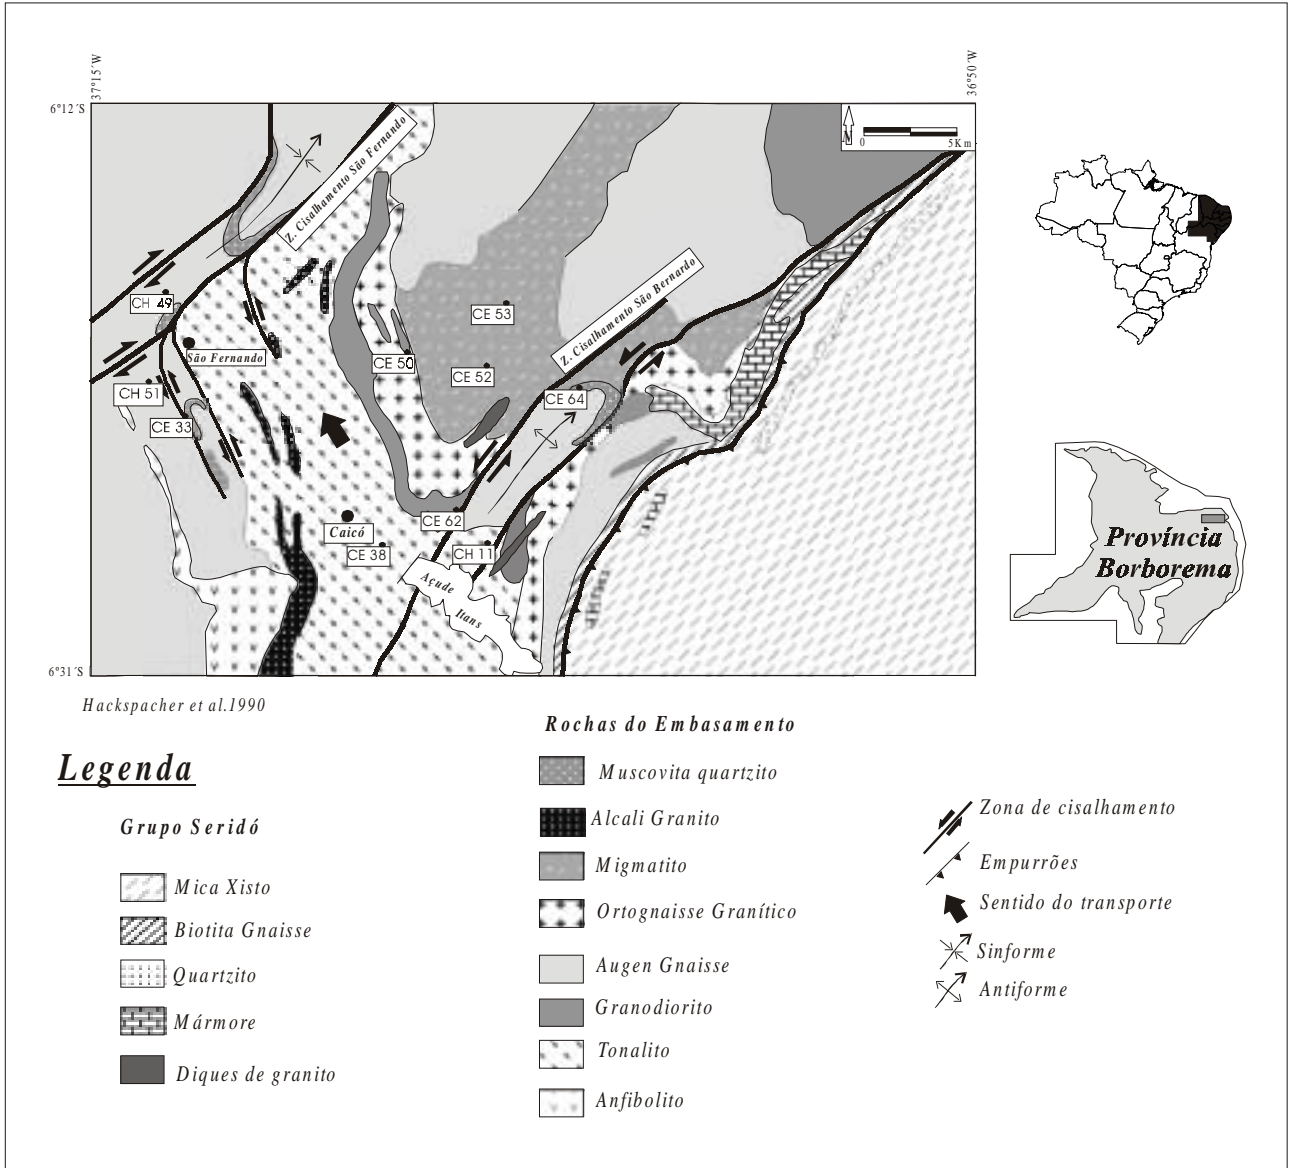 37°15´W
36°50´W
6°12´S
N
0 5Km
Z. Cisalhamento São Fernando
CH 49
CE 53
Z. Cisalhamento São Bernardo
São Fernando
CE 50
CE 52
CH 51
CE 64
CE 33
CE 62
Caicó
CE 38
CH 11
Açude
Itans
6°31´S
Província
Borborema
Hackspacher et al.1990
Legenda
Grupo Seridó
Mica Xisto
Biotita Gnaisse
Quartzito
Mármore
Diques de granito
Rochas do Embasamento
Muscovita quartzito
Alcali Granito
Migmatito
Ortognaisse Granítico
Augen Gnaisse
Granodiorito
Tonalito
Anfibolito
Zona de cisalhamento
Empurrões
Sentido do transporte
Sinforme
Antiforme